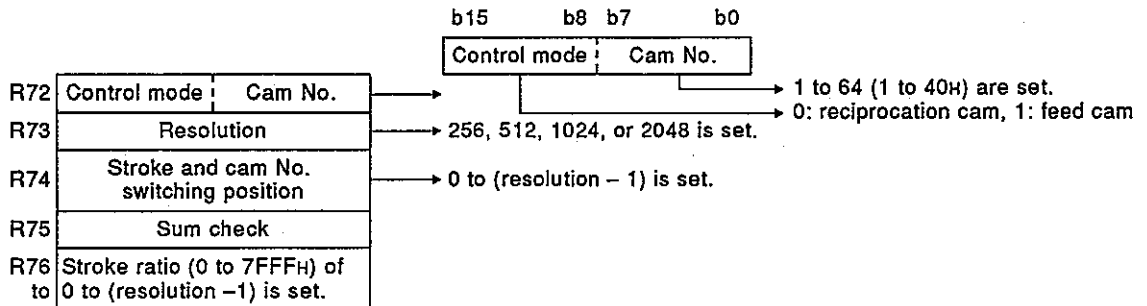 b15 b8 b7 b0
Control mode Cam No.
1 to 64 (1 to 40H) are set.
0: reciprocation cam, 1: feed cam
R72 Control mode Cam No.
R73 Resolution 256, 512, 1024, or 2048 is set.
R74 Stroke and cam No.
switching position 0 to (resolution – 1) is set.
R75 Sum check
R76 Stroke ratio (0 to 7FFFH) of
to 0 to (resolution –1) is set.